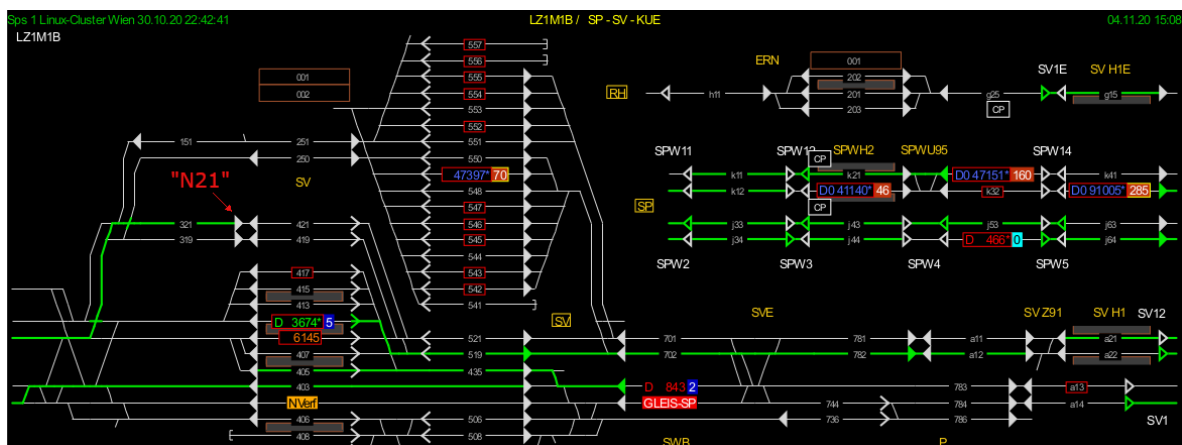 Sps 1 Linux-Cluster Wien 30.10.20 22:42:41 LZ1M1B / SP - SV - KUE 04.11.20 15:08
LZ1M1B
557
556
ERN 001
001 555 202 SV1E SV H1E
002 554 RH h11 201 g25 g15
553 203 CP
552
151 251 551
250 550 SPW11 CP SPWH2 SPWU95 SPW14
"N21" SV 47397* 70 k11 k21 D0 47151* 160 k41
548 k12 D0 41140* 46 k32 D0 91005* 285
547 SP CP
321 421 546 j33 j43 j53 j63
319 419 545 j34 j44 D 466* 0 j64
544 SPW2 SPW3 SPW4 SPW5
417 543
415 542
413 541
D 3674* 5 SV SVE SV Z91 SV H1 SV12
6145 521 701 781 a11 a21
407 519 702 782 a12 a22
405 435
403 D 843 2 783 a13
NVerf GLEIS-SP 744 784 a14
406 506 736 786 SV1
408 508 SWB P